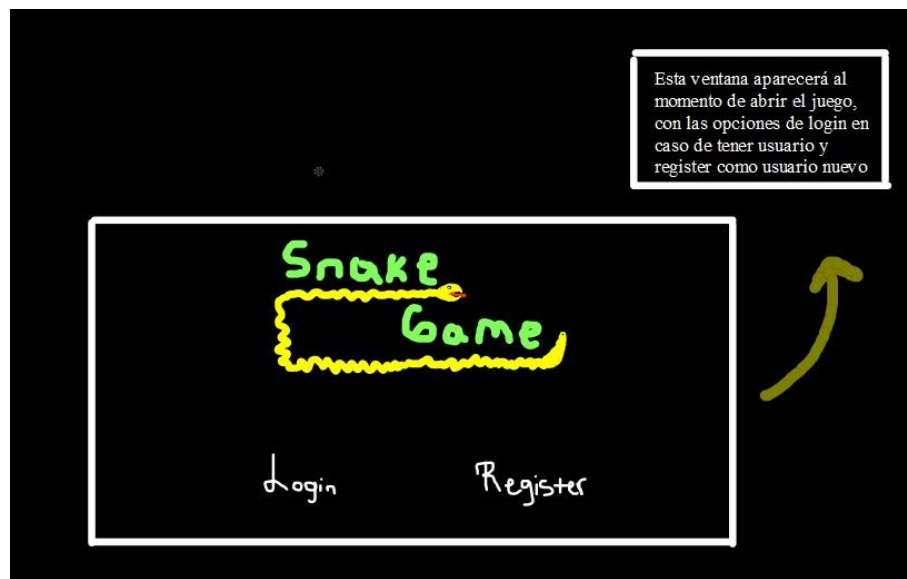 Esta ventana aparecerá al
momento de abrir el juego,
con las opciones de login en
caso de tener usuario y
register como usuario nuevo
Snake
Game
Login
Register